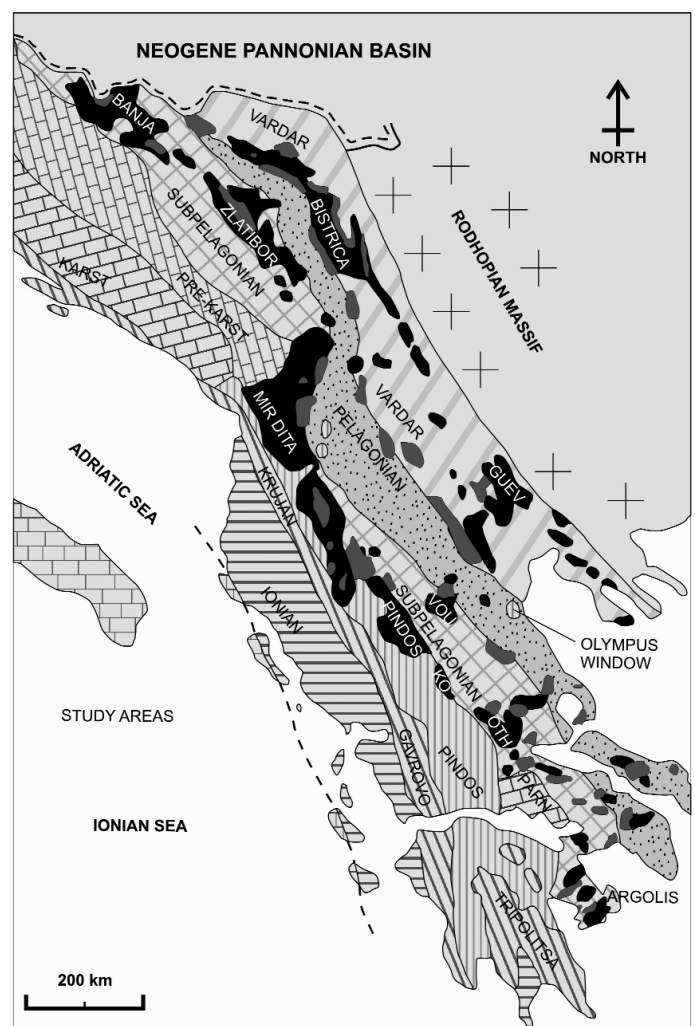 NEOGENE PANNONIAN BASIN
BANJA
VARDAR
NORTH
SUBPELAGONIAN
ZLATIBOR
BISTRICA
RODHOPIAN MASSIF
KARST
PRE-KARST
MIR DITA
PELAGONIAN
VARDAR
GUEV
ADRIATIC SEA
KRUJAN
IONIAN
SUBPELAGONIAN
PINDOS
VOU
OLYMPUS
WINDOW
KO
OTH
STUDY AREAS
GAVROVO
PINDOS
PARN
IONIAN SEA
ARGOLIS
TRIPOLITSA
200 km